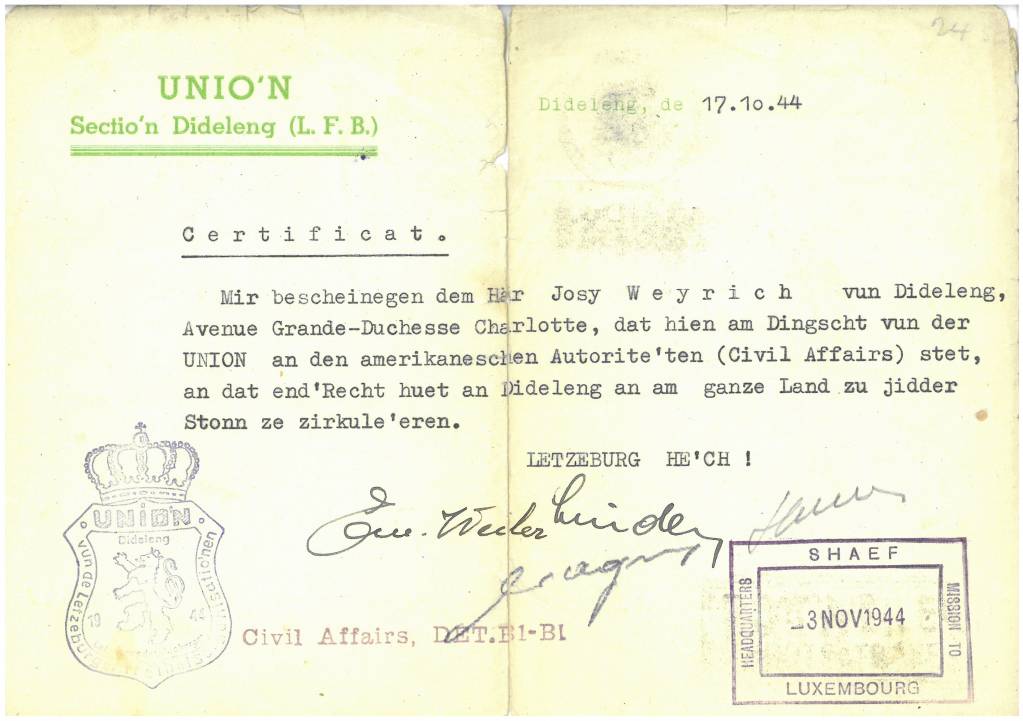 24
UNIO'N
Sectio'n Dideleng (L. F. B.)
Dideleng, de 17.10.44
Certificat.
Mir bescheinegen dem Här Josy Weyrich vun Dideleng,
Avenue Grande-Duchesse Charlotte, dat hien am Dingscht vun der
UNION an den amerikaneschen Autorite'ten (Civil Affairs) stet,
an dat end'Recht huet an Dideleng an am ganze Land zu jidder
Stonn ze zirkule'eren.
LETZEBURG HE'CH !
UNIO'N
Dideleng
vun de Letzeb
19 44
Civil Affairs, DET.B1-B1
SHAEF
HEADQUARTERS
MISSION TO
3 NOV 1944
LUXEMBOURG